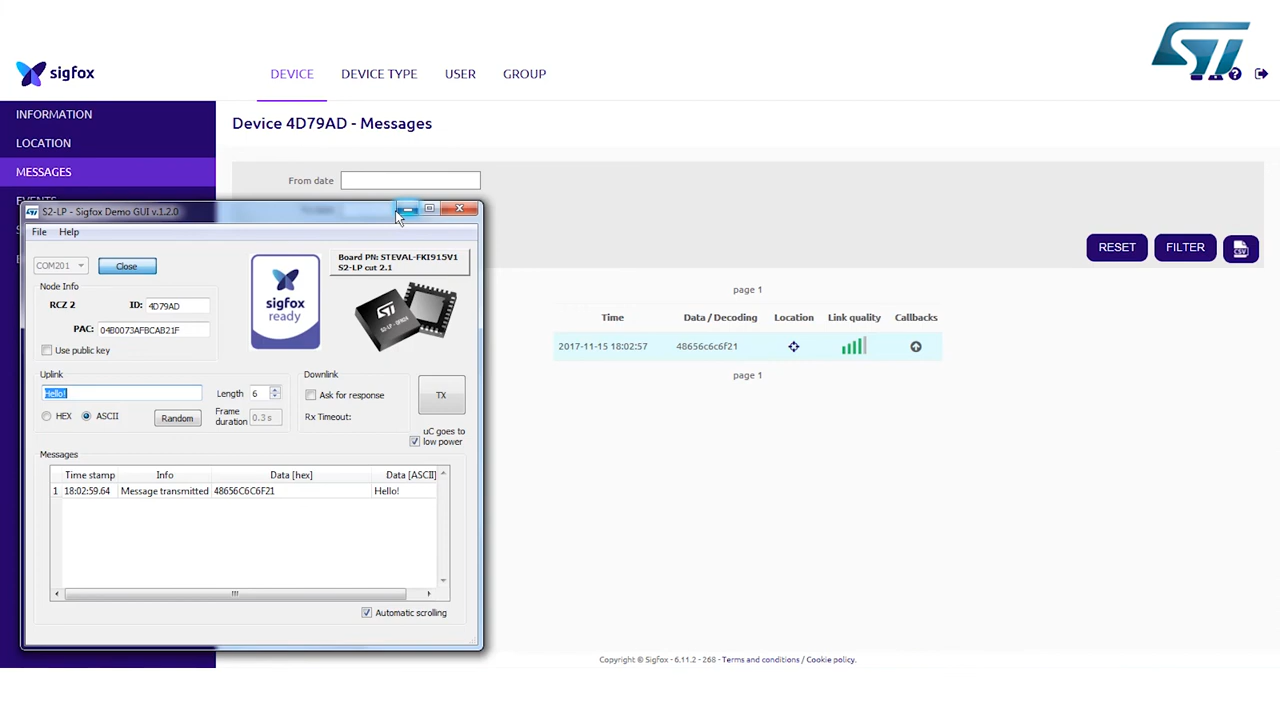 ST
sigfox
DEVICE DEVICE TYPE USER GROUP
?
INFORMATION
LOCATION
MESSAGES
EVENTS
Device 4D79AD - Messages
From date
RESET FILTER CSV
page 1
Time Data / Decoding Location Link quality Callbacks
2017-11-15 18:02:57 48656c6c6f21
page 1
S2-LP - Sigfox Demo GUI v.1.2.0
File Help
COM201 Close
Board PN: STEVAL-FKI915V1
S2-LP cut 2.1
Node Info
RCZ 2 ID: 4D79AD
PAC: 04B0073AFBCAB21F
Use public key
sigfox
ready
Uplink
Hello!
Length 6
HEX ASCII Random
Frame
duration 0.3 s
Downlink
Ask for response
Rx Timeout:
TX
uC goes to
low power
Messages
Time stamp Info Data [hex] Data [ASCII]
1 18:02:59.64 Message transmitted 48656C6C6F21 Hello!
Automatic scrolling
Copyright © Sigfox - 6.11.2 - 268 - Terms and conditions / Cookie policy.